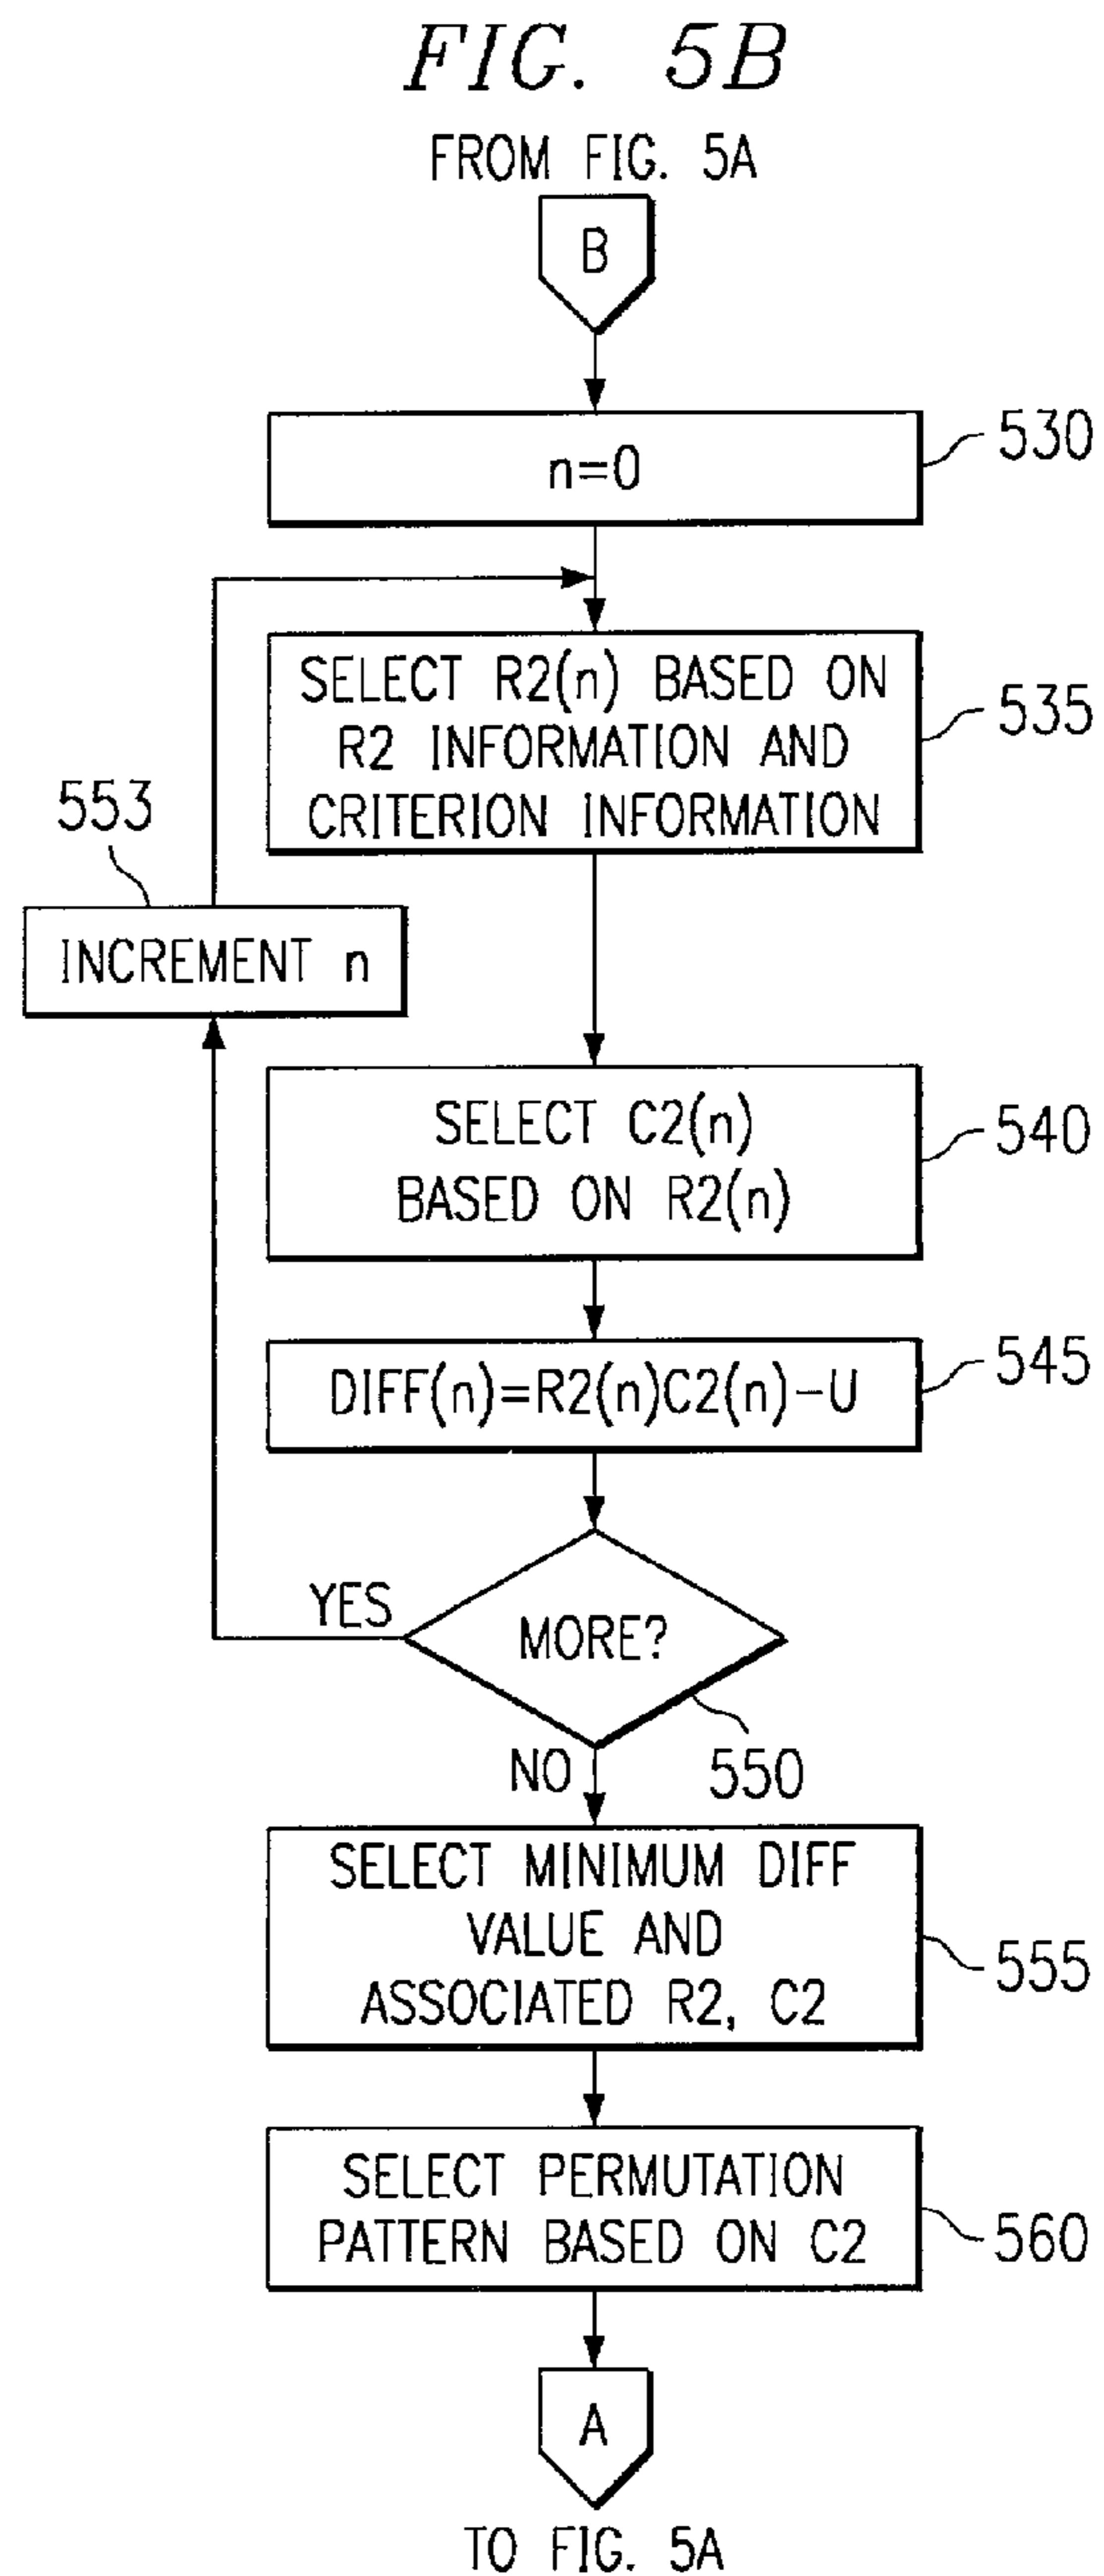 FIG. 5B
FROM FIG. 5A
B
n=0
530
SELECT R2(n) BASED ON
R2 INFORMATION AND
CRITERION INFORMATION
535
553
INCREMENT n
SELECT C2(n)
BASED ON R2(n)
540
DIFF(n)=R2(n)C2(n)-U
545
YES
MORE?
NO
550
SELECT MINIMUM DIFF
VALUE AND
ASSOCIATED R2, C2
555
SELECT PERMUTATION
PATTERN BASED ON C2
560
A
TO FIG. 5A